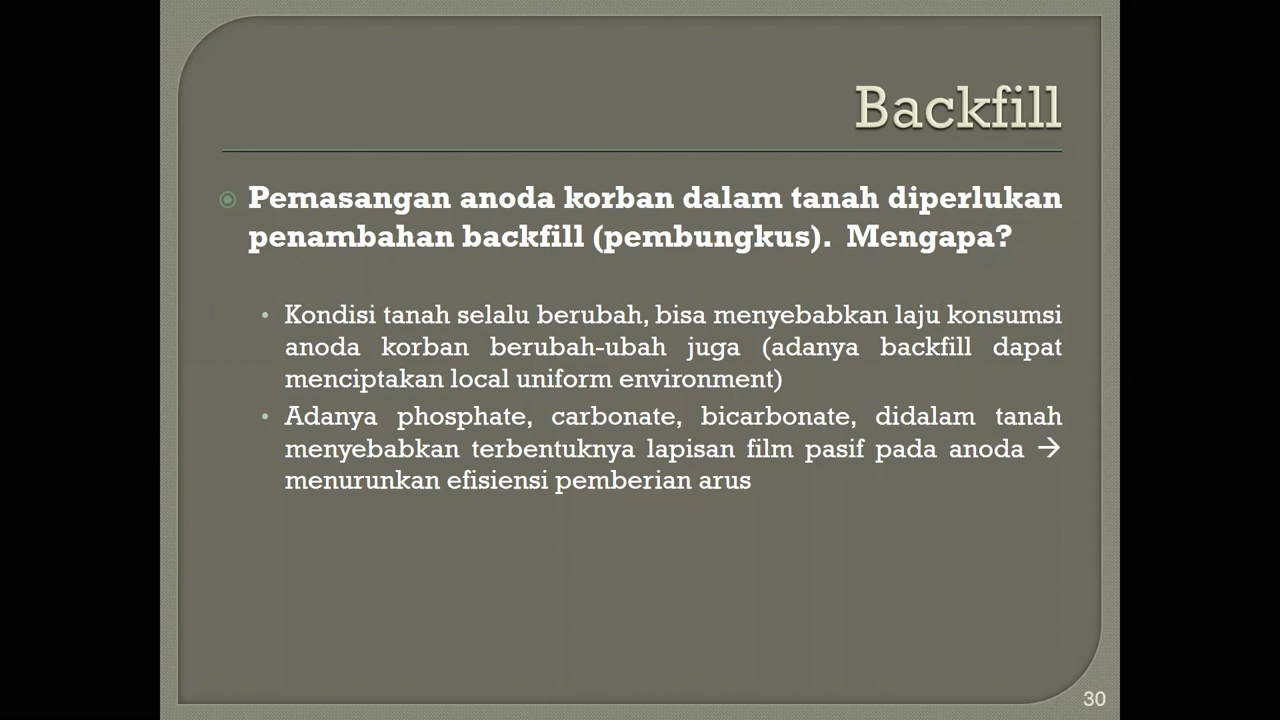 Backfill
Pemasangan anoda korban dalam tanah diperlukan
penambahan backfill (pembungkus).  Mengapa?
• Kondisi tanah selalu berubah, bisa menyebabkan laju konsumsi
anoda korban berubah-ubah juga (adanya backfill dapat
menciptakan local uniform environment)
• Adanya phosphate, carbonate, bicarbonate, didalam tanah
menyebabkan terbentuknya lapisan film pasif pada anoda →
menurunkan efisiensi pemberian arus
30